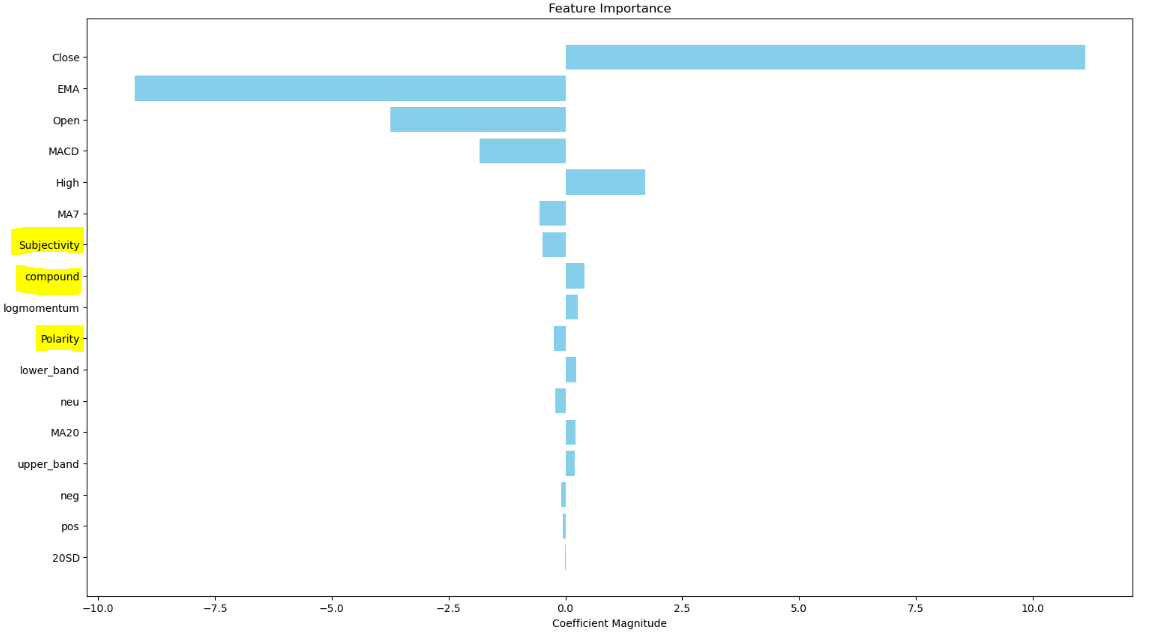 Feature Importance
Close
EMA
Open
MACD
High
MA7
Subjectivity
compound
logmomentum
Polarity
lower_band
neu
MA20
upper_band
neg
pos
20SD
−10.0 −7.5 −5.0 −2.5 0.0 2.5 5.0 7.5 10.0
Coefficient Magnitude